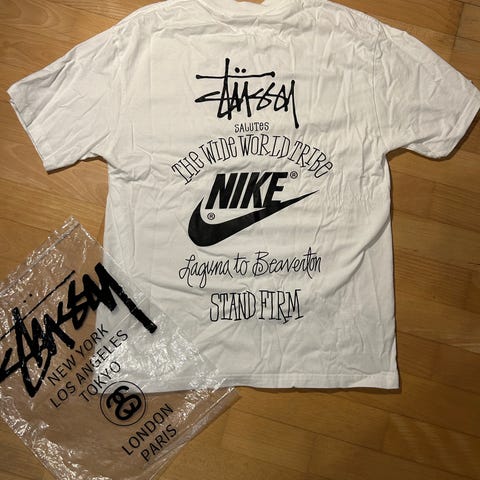 Stüssy
SALUTES
THE WIDE WORLD TRIBE
NIKE®
®
Laguna to Beaverton
STAND FIRM
Stüssy
NEW YORK
LOS ANGELES
TOKYO
LONDON
PARIS